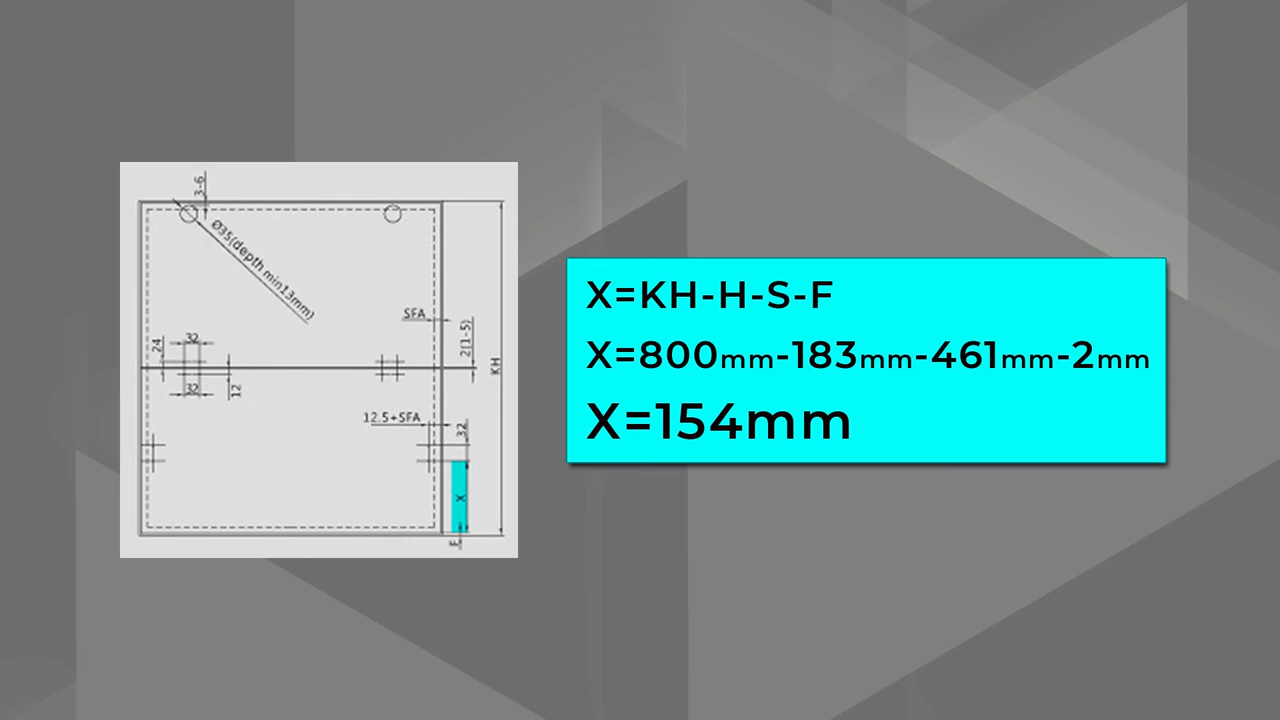 3-6
Ø35(depth min13mm)
SFA
2(1-5)
24
32
32
12
KH
12.5+SFA
32
X
F
X=KH-H-S-F
X=800mm-183mm-461mm-2mm
X=154mm